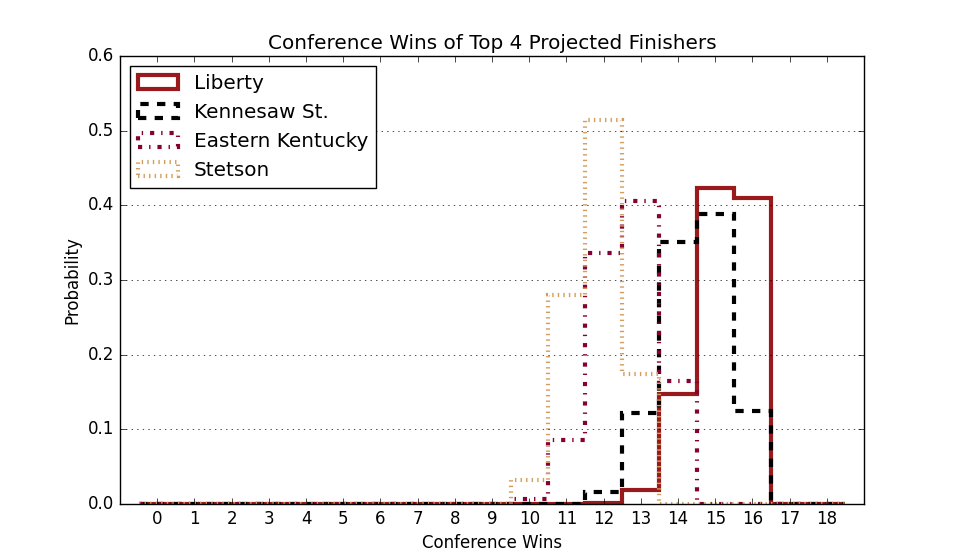 Conference Wins of Top 4 Projected Finishers
0.6
0.5
0.4
0.3
0.2
0.1
0.0
Probability
Liberty
Kennesaw St.
Eastern Kentucky
Stetson
0 1 2 3 4 5 6 7 8 9 10 11 12 13 14 15 16 17 18
Conference Wins